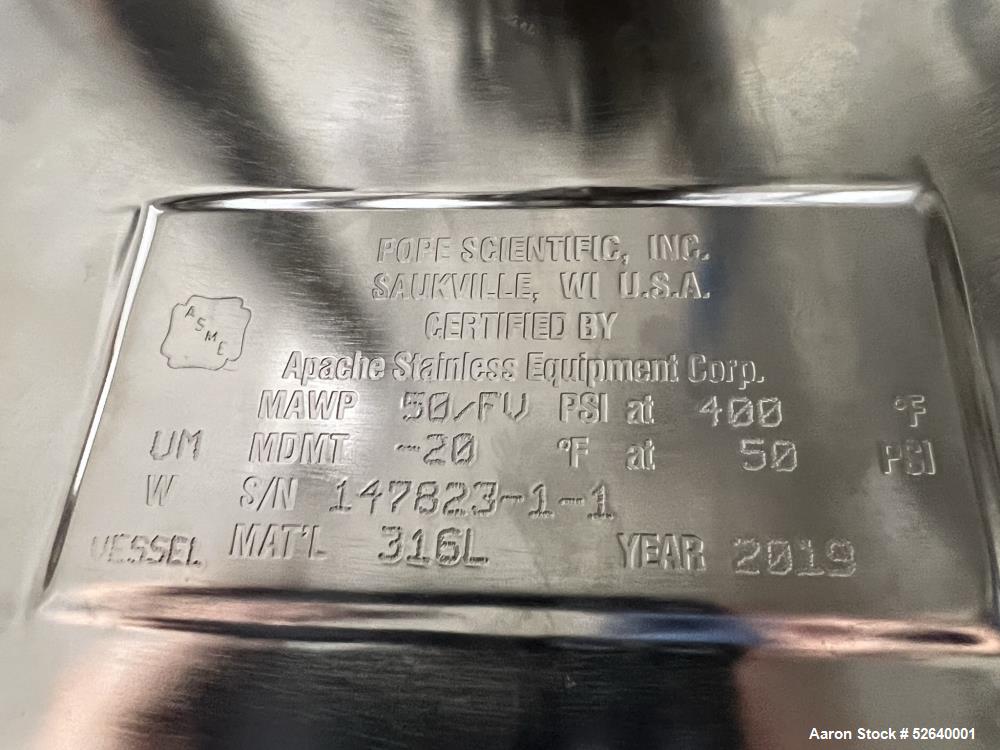 POPE SCIENTIFIC, INC.
SAUKVILLE, WI U.S.A.
CERTIFIED BY
ASME
Apache Stainless Equipment Corp.
MAWP 50/FV PSI at 400 °F
UM MDMT -20 °F at 50 PSI
W S/N 147823-1-1
VESSEL MAT'L 316L YEAR 2019
Aaron Stock # 52640001